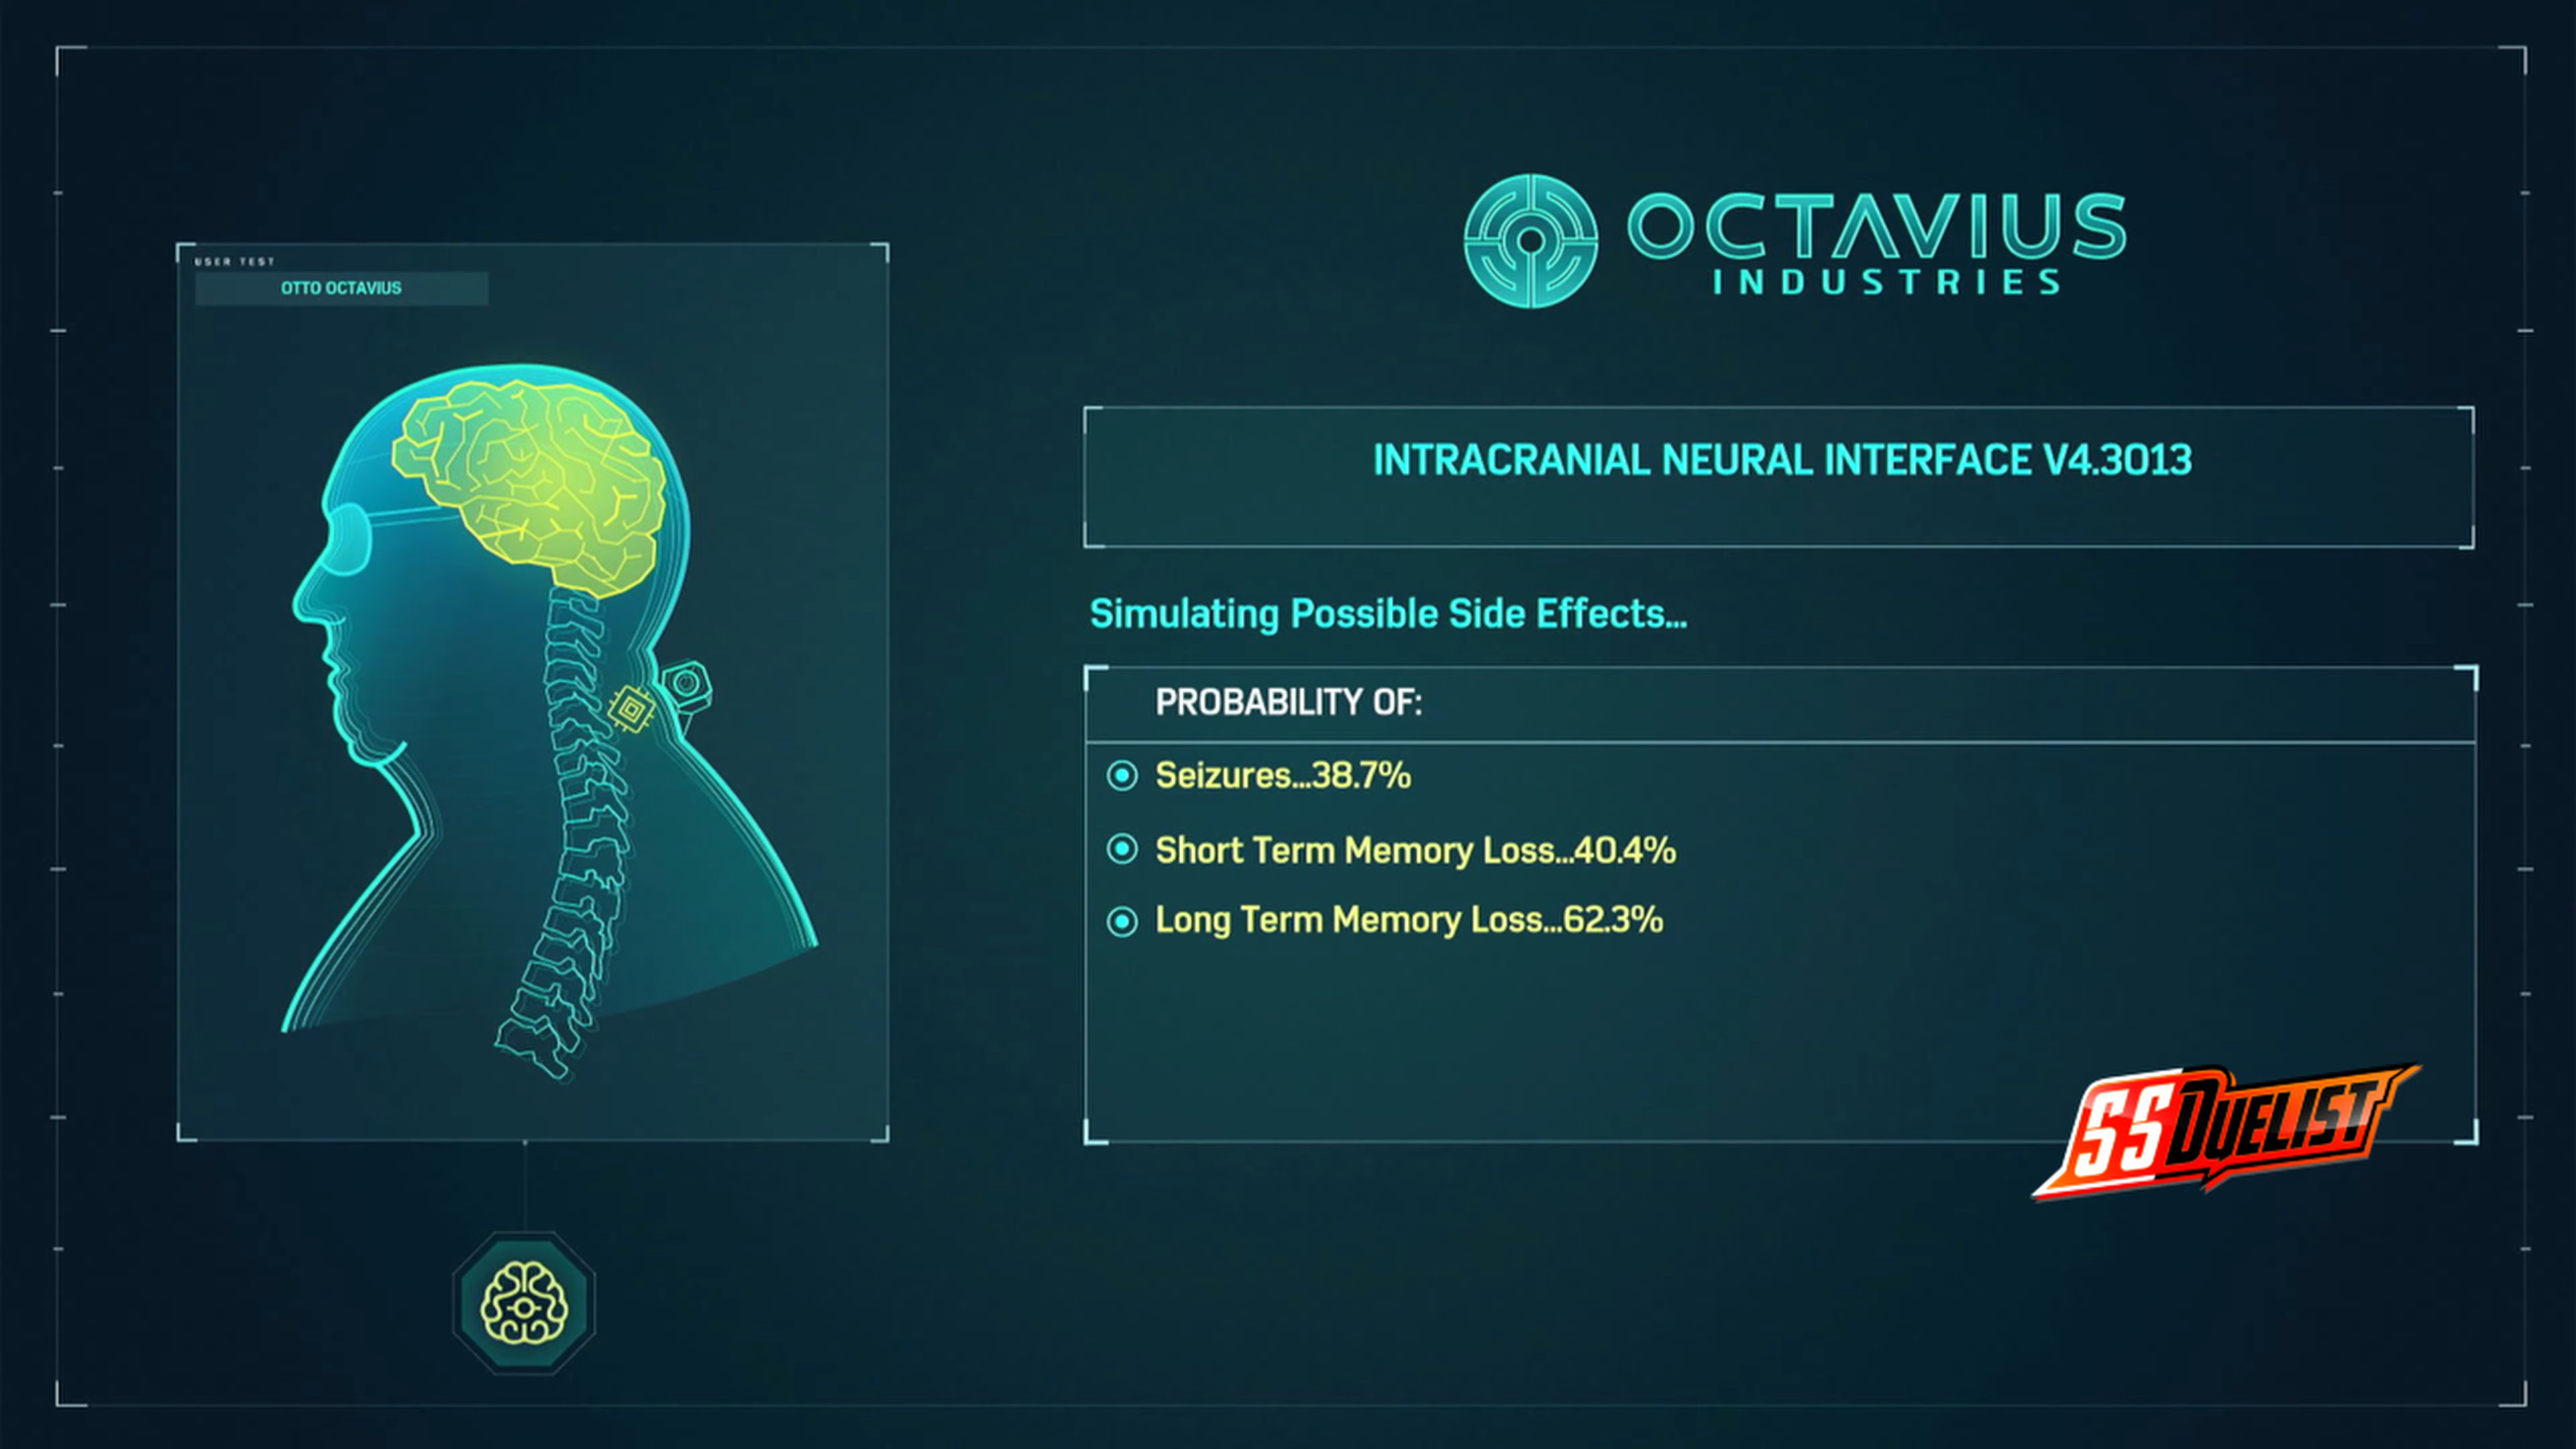 USER TEST
OTTO OCTAVIUS
OCTAVIUS
INDUSTRIES
INTRACRANIAL NEURAL INTERFACE V4.3013
Simulating Possible Side Effects...
PROBABILITY OF:
Seizures...38.7%
Short Term Memory Loss...40.4%
Long Term Memory Loss...62.3%
SSDUELIST